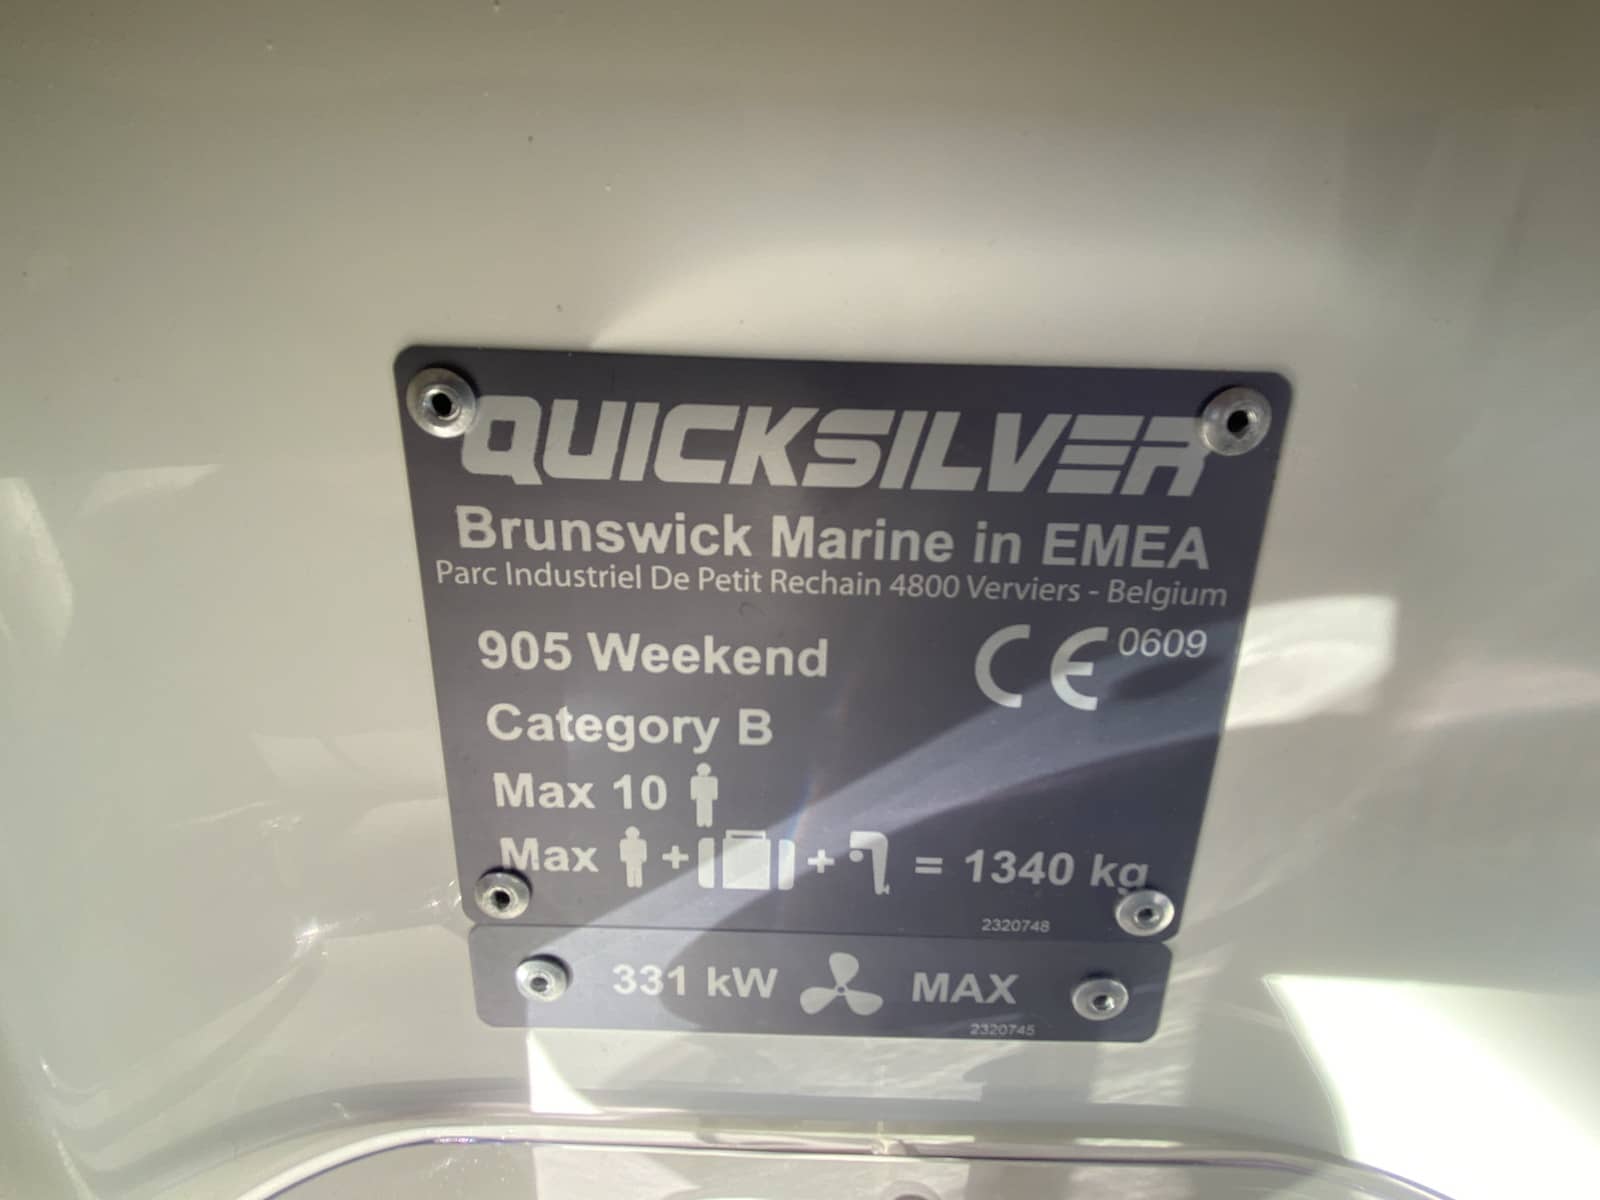 QUICKSILVER
Brunswick Marine in EMEA
Parc Industriel De Petit Rechain 4800 Verviers - Belgium
905 Weekend CE 0609
Category B
Max 10
Max + + = 1340 kg
2320748
331 kW MAX
2320745